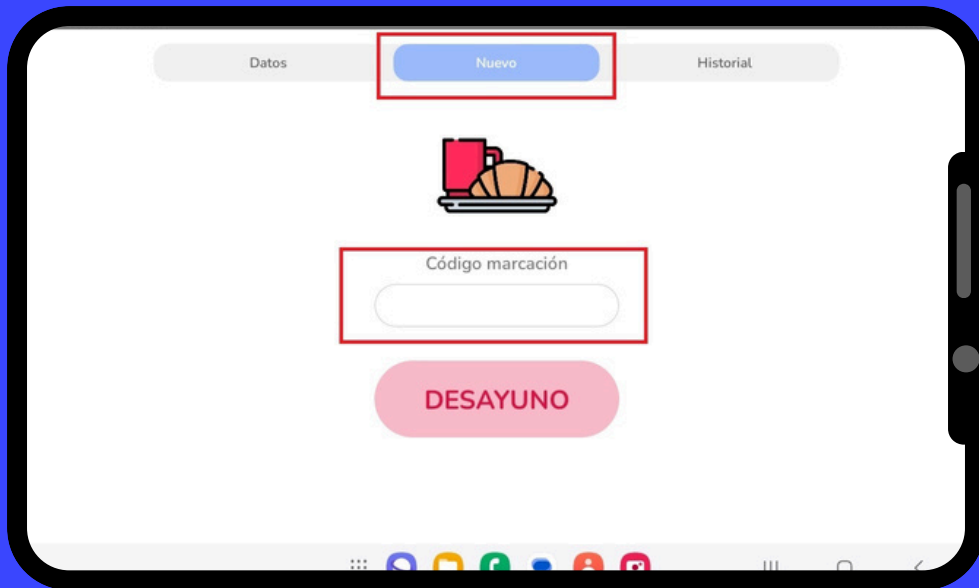 Datos
Nuevo
Historial
Código marcación
DESAYUNO